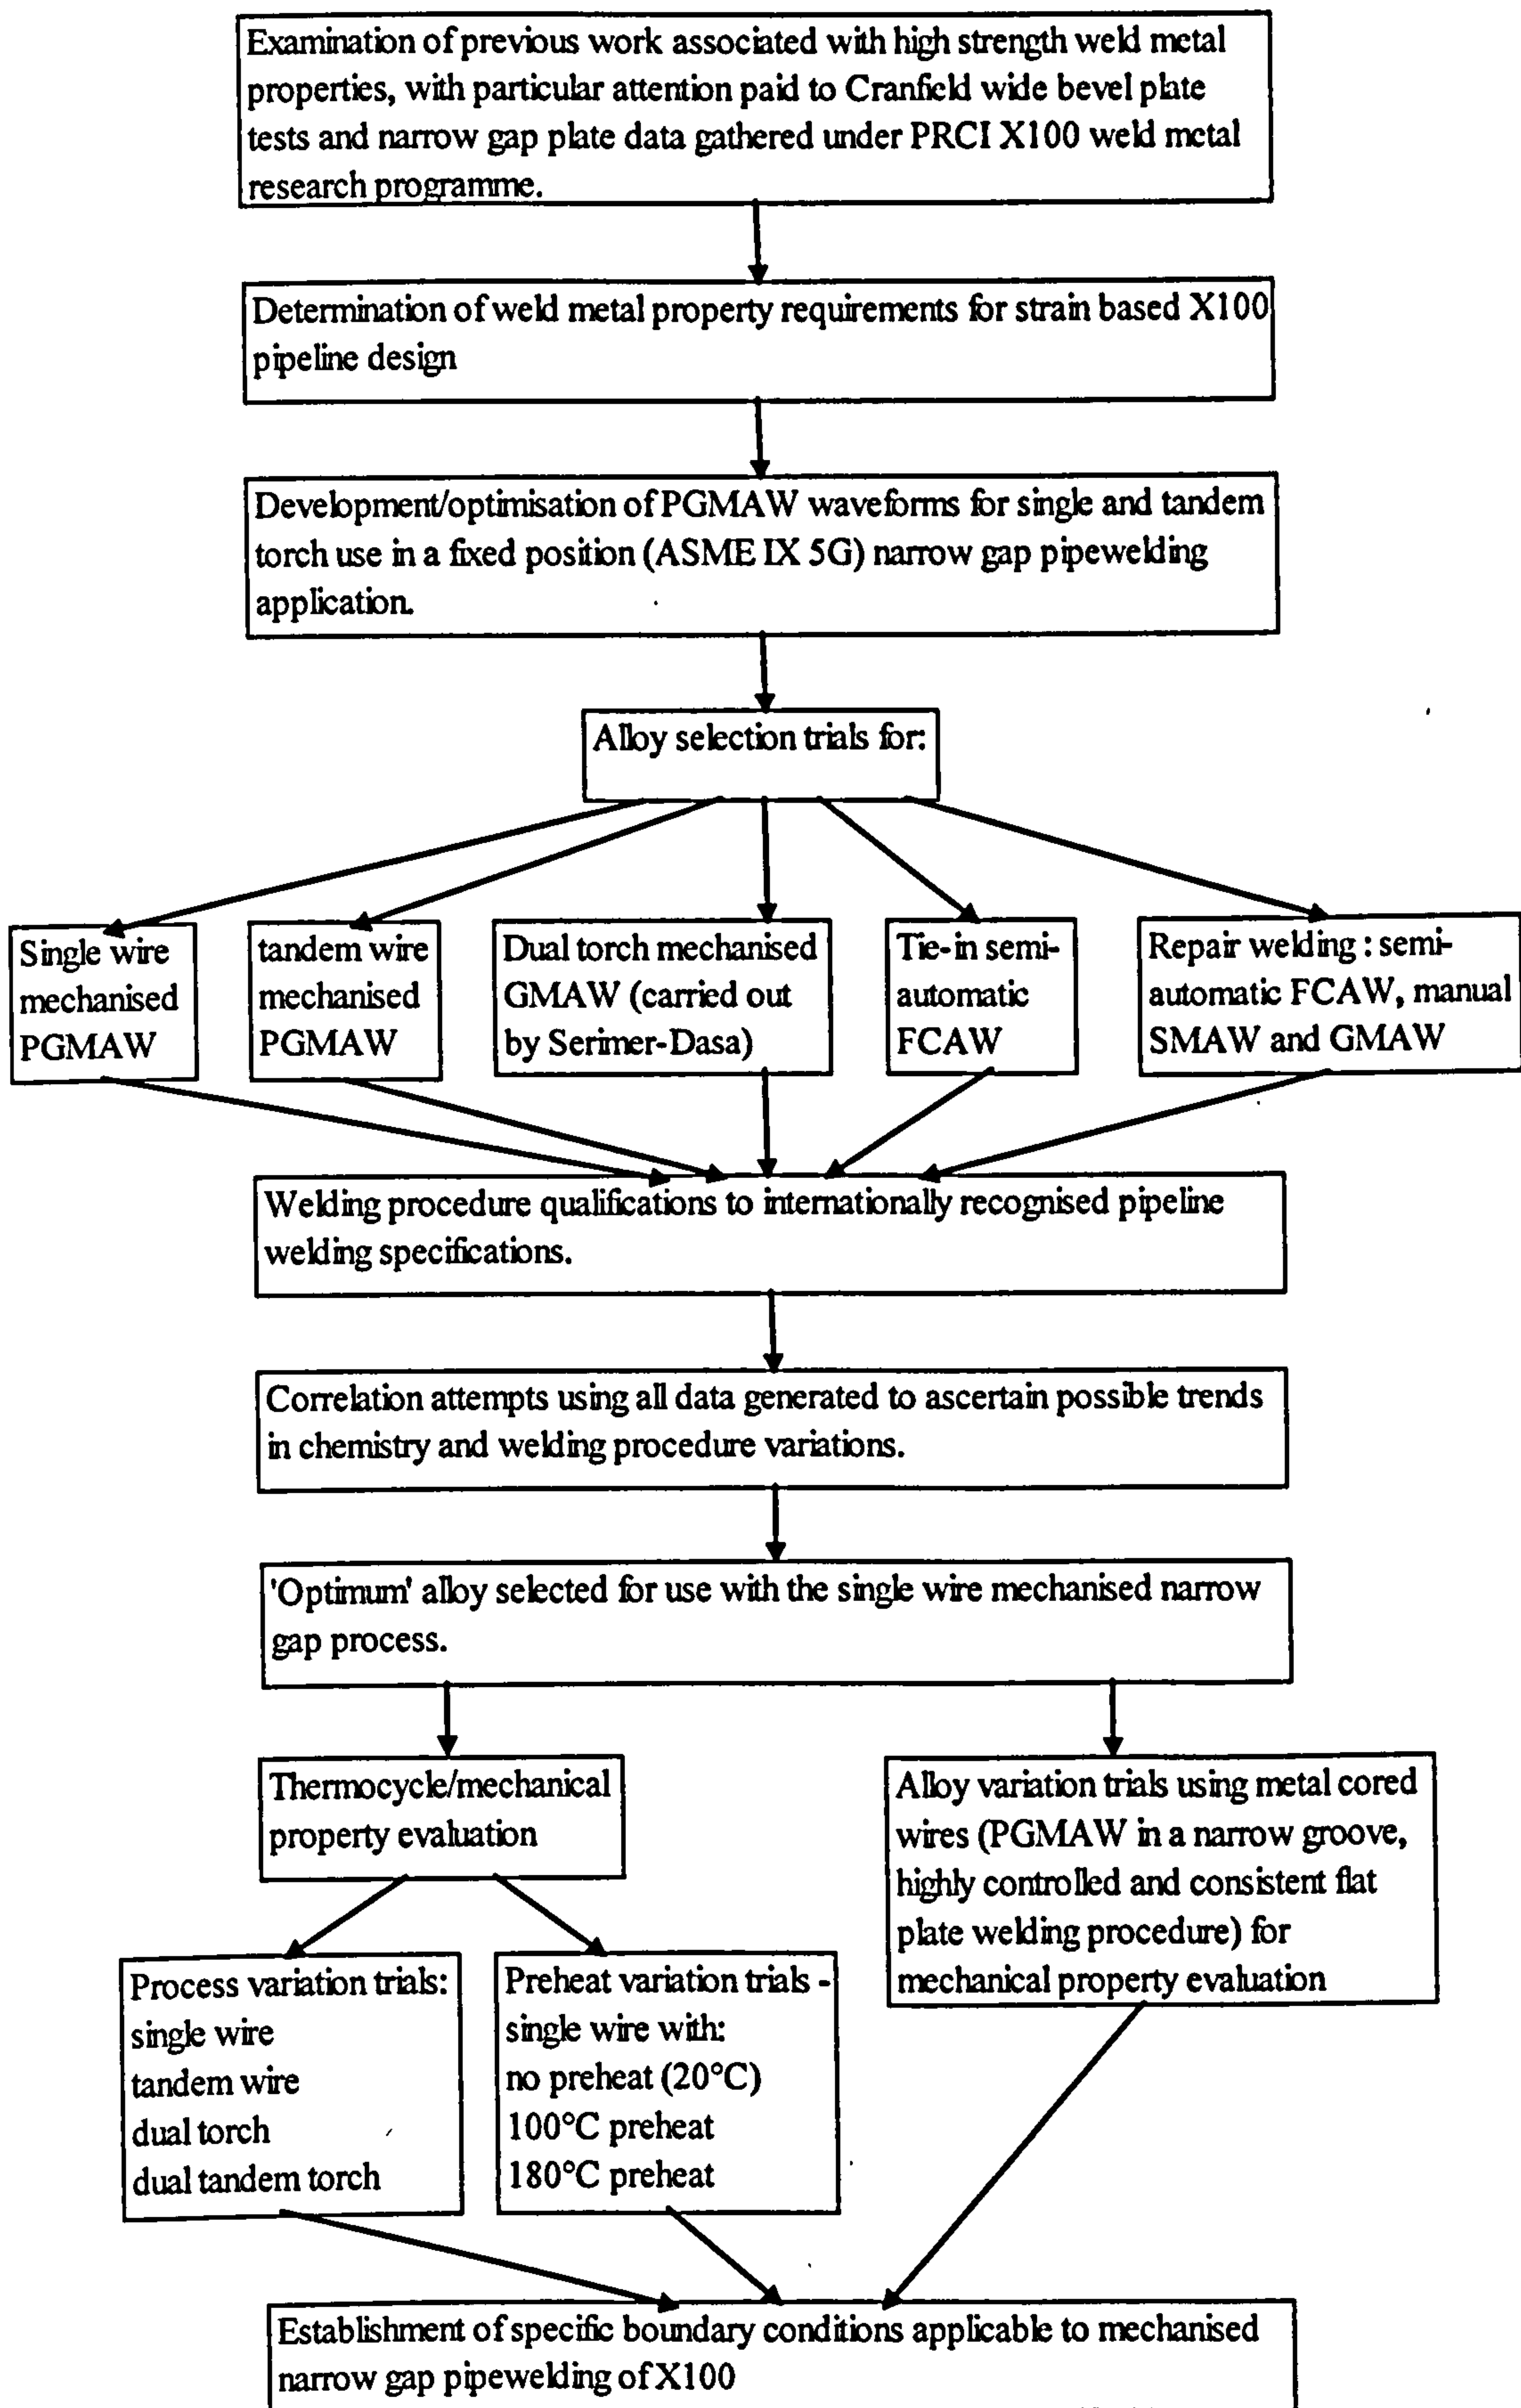 Examination of previous work associated with high strength weld metal
properties, with particular attention paid to Cranfield wide bevel plate
tests and narrow gap plate data gathered under PRCI X100 weld metal
research programme.
Determination of weld metal property requirements for strain based X100
pipeline design
Development/optimisation of PGMAW waveforms for single and tandem
torch use in a fixed position (ASME IX 5G) narrow gap pipewelding
application.
Alloy selection trials for:
Single wire
mechanised
PGMAW
tandem wire
mechanised
PGMAW
Dual torch mechanised
GMAW (carried out
by Serimer-Dasa)
Tie-in semi-
automatic
FCAW
Repair welding : semi-
automatic FCAW, manual
SMAW and GMAW
Welding procedure qualifications to internationally recognised pipeline
welding specifications.
Correlation attempts using all data generated to ascertain possible trends
in chemistry and welding procedure variations.
'Optimum' alloy selected for use with the single wire mechanised narrow
gap process.
Thermocycle/mechanical
property evaluation
Alloy variation trials using metal cored
wires (PGMAW in a narrow groove,
highly controlled and consistent flat
plate welding procedure) for
mechanical property evaluation
Process variation trials:
single wire
tandem wire
dual torch
dual tandem torch
Preheat variation trials -
single wire with:
no preheat (20°C)
100°C preheat
180°C preheat
Establishment of specific boundary conditions applicable to mechanised
narrow gap pipewelding of X100